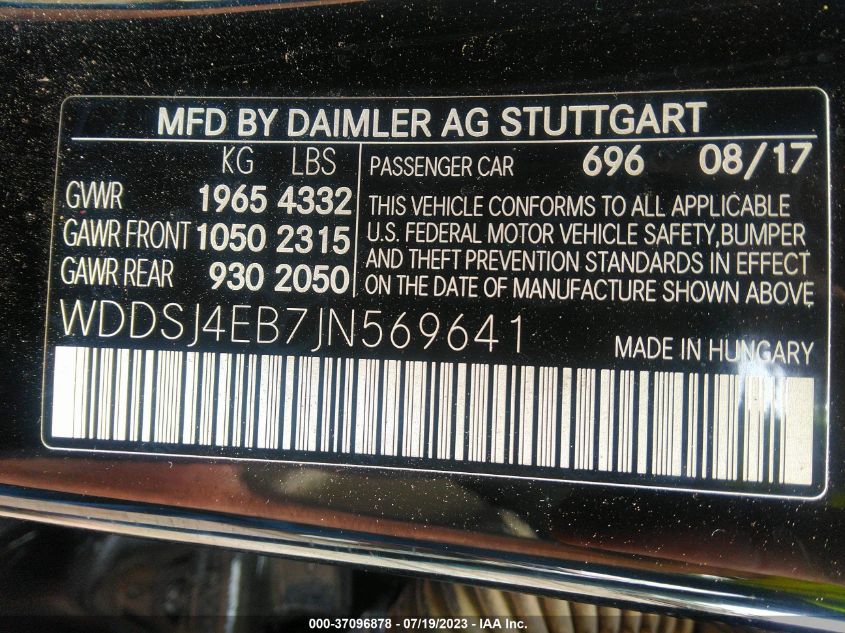 MFD BY DAIMLER AG STUTTGART
KG LBS
GVWR 1965 4332
GAWR FRONT 1050 2315
GAWR REAR 930 2050
PASSENGER CAR 696 08/17
THIS VEHICLE CONFORMS TO ALL APPLICABLE
U.S. FEDERAL MOTOR VEHICLE SAFETY,BUMPER
AND THEFT PREVENTION STANDARDS IN EFFECT
ON THE DATE OF MANUFACTURE SHOWN ABOVE
WDDSJ4EB7JN569641
MADE IN HUNGARY
000-37096878 - 07/19/2023 - IAA Inc.